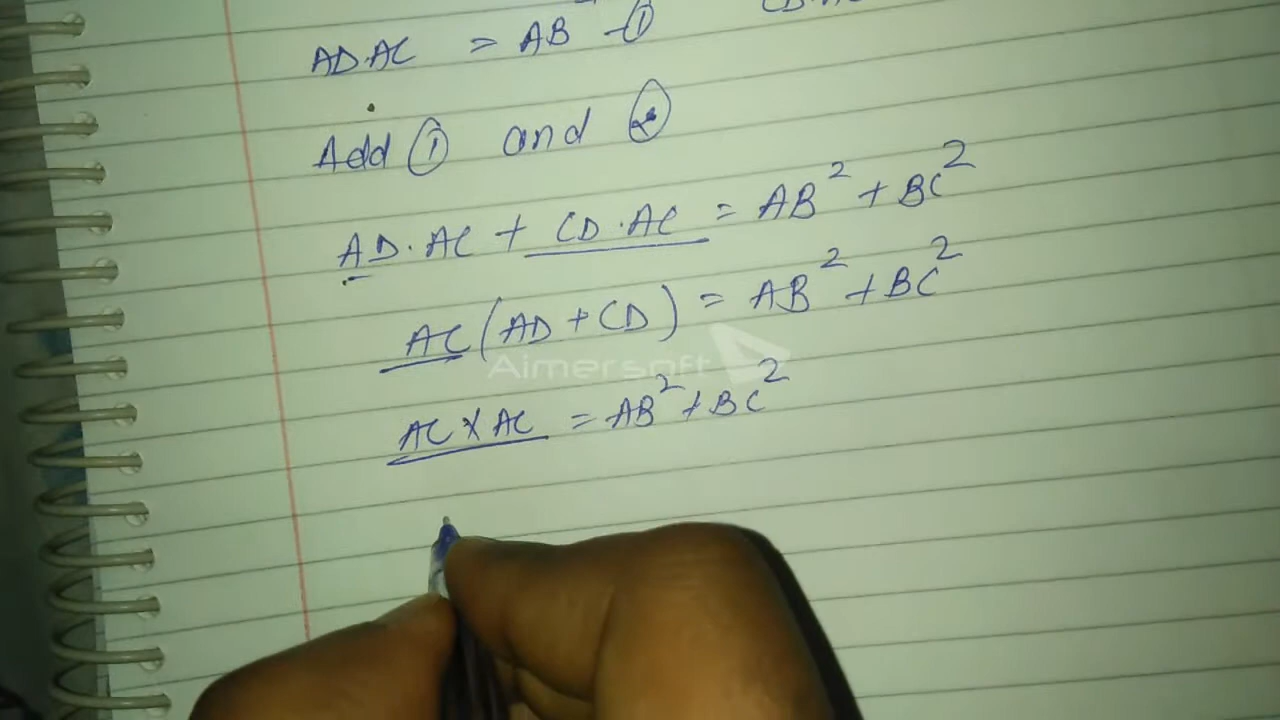 AD.AC = AB² -①
Add ① and ②
AD.AC + CD.AC = AB² + BC²
AC(AD + CD) = AB² + BC²
Aimersoft
AC X AC = AB² + BC²